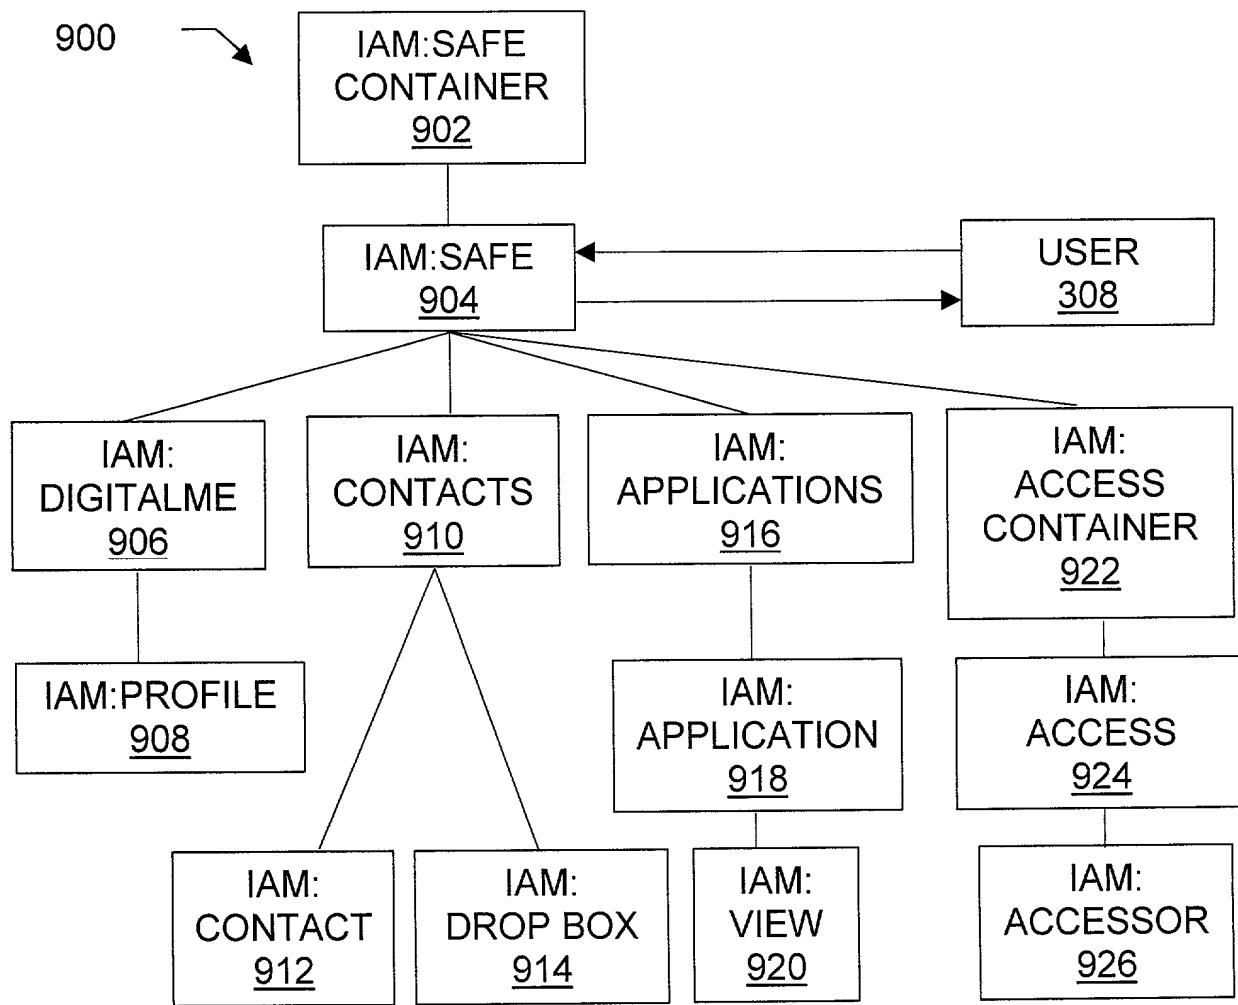 900
IAM:SAFE
CONTAINER
902
IAM:SAFE
904
USER
308
IAM:
DIGITALME
906
IAM:
CONTACTS
910
IAM:
APPLICATIONS
916
IAM:
ACCESS
CONTAINER
922
IAM:PROFILE
908
IAM:
APPLICATION
918
IAM:
ACCESS
924
IAM:
CONTACT
912
IAM:
DROP BOX
914
IAM:
VIEW
920
IAM:
ACCESSOR
926